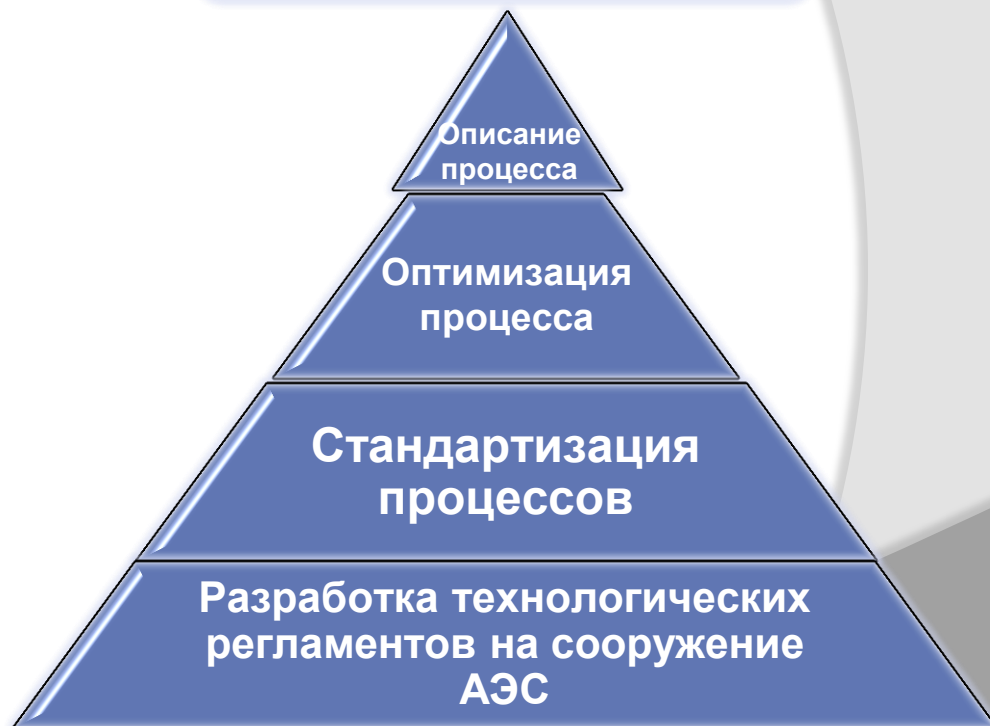 Описание
процесса
Оптимизация
процесса
Стандартизация
процессов
Разработка технологических
регламентов на сооружение
АЭС